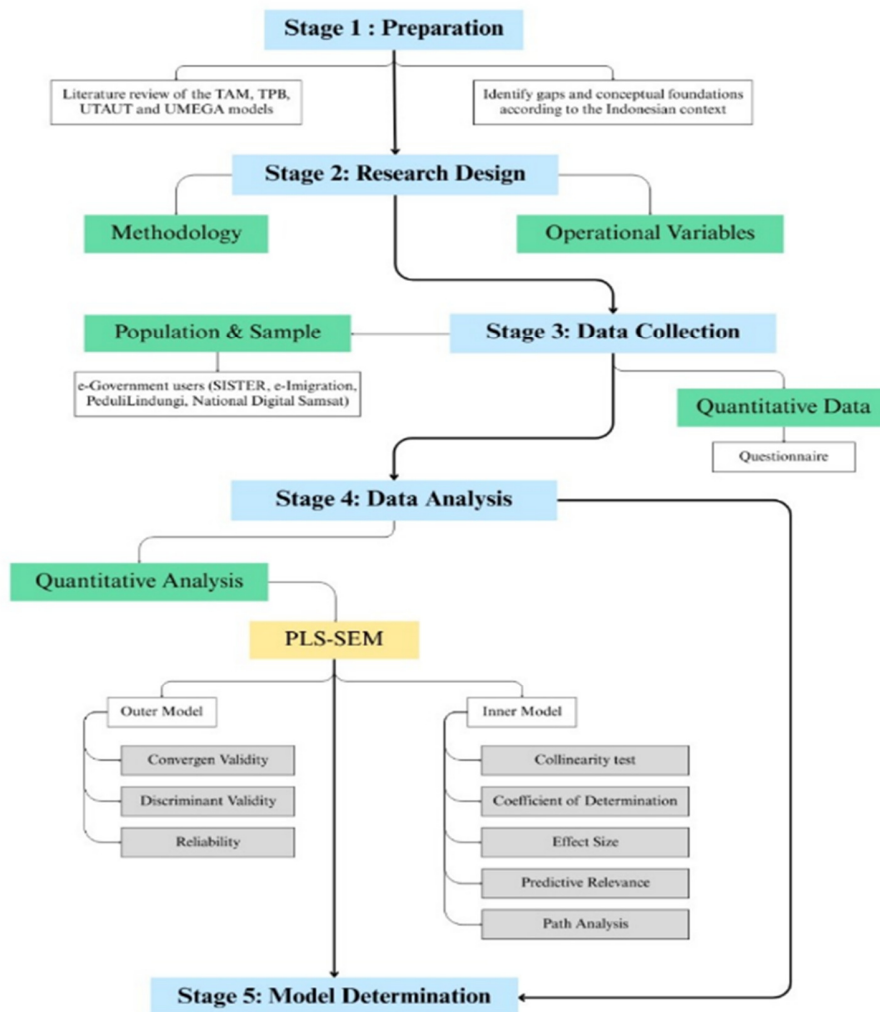 Stage 1 : Preparation
Literature review of the TAM, TPB,
UTAUT and UMEGA models
Identify gaps and conceptual foundations
according to the Indonesian context
Stage 2: Research Design
Methodology
Operational Variables
Stage 3: Data Collection
Population & Sample
e-Government users (SISTER, e-Imigration,
PeduliLindungi, National Digital Samsat)
Quantitative Data
Questionnaire
Stage 4: Data Analysis
Quantitative Analysis
PLS-SEM
Outer Model
Convergen Validity
Discriminant Validity
Reliability
Inner Model
Collinearity test
Coefficient of Determination
Effect Size
Predictive Relevance
Path Analysis
Stage 5: Model Determination